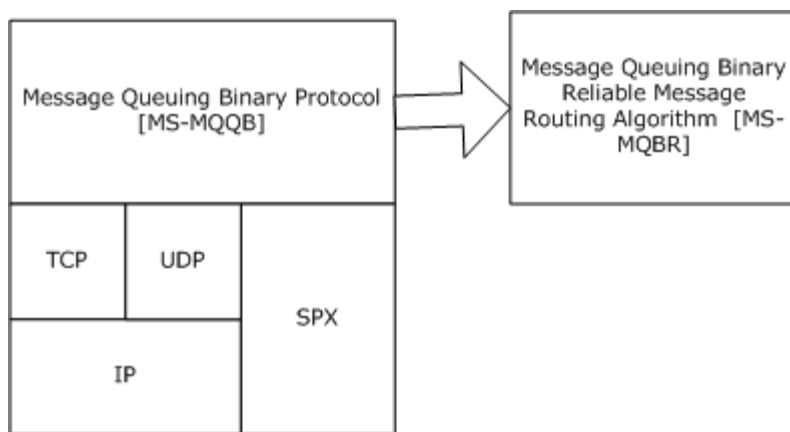 Message Queuing Binary Protocol
[MS-MQQB]
Message Queuing Binary
Reliable Message
Routing Algorithm [MS-
MQBR]
TCP
UDP
SPX
IP